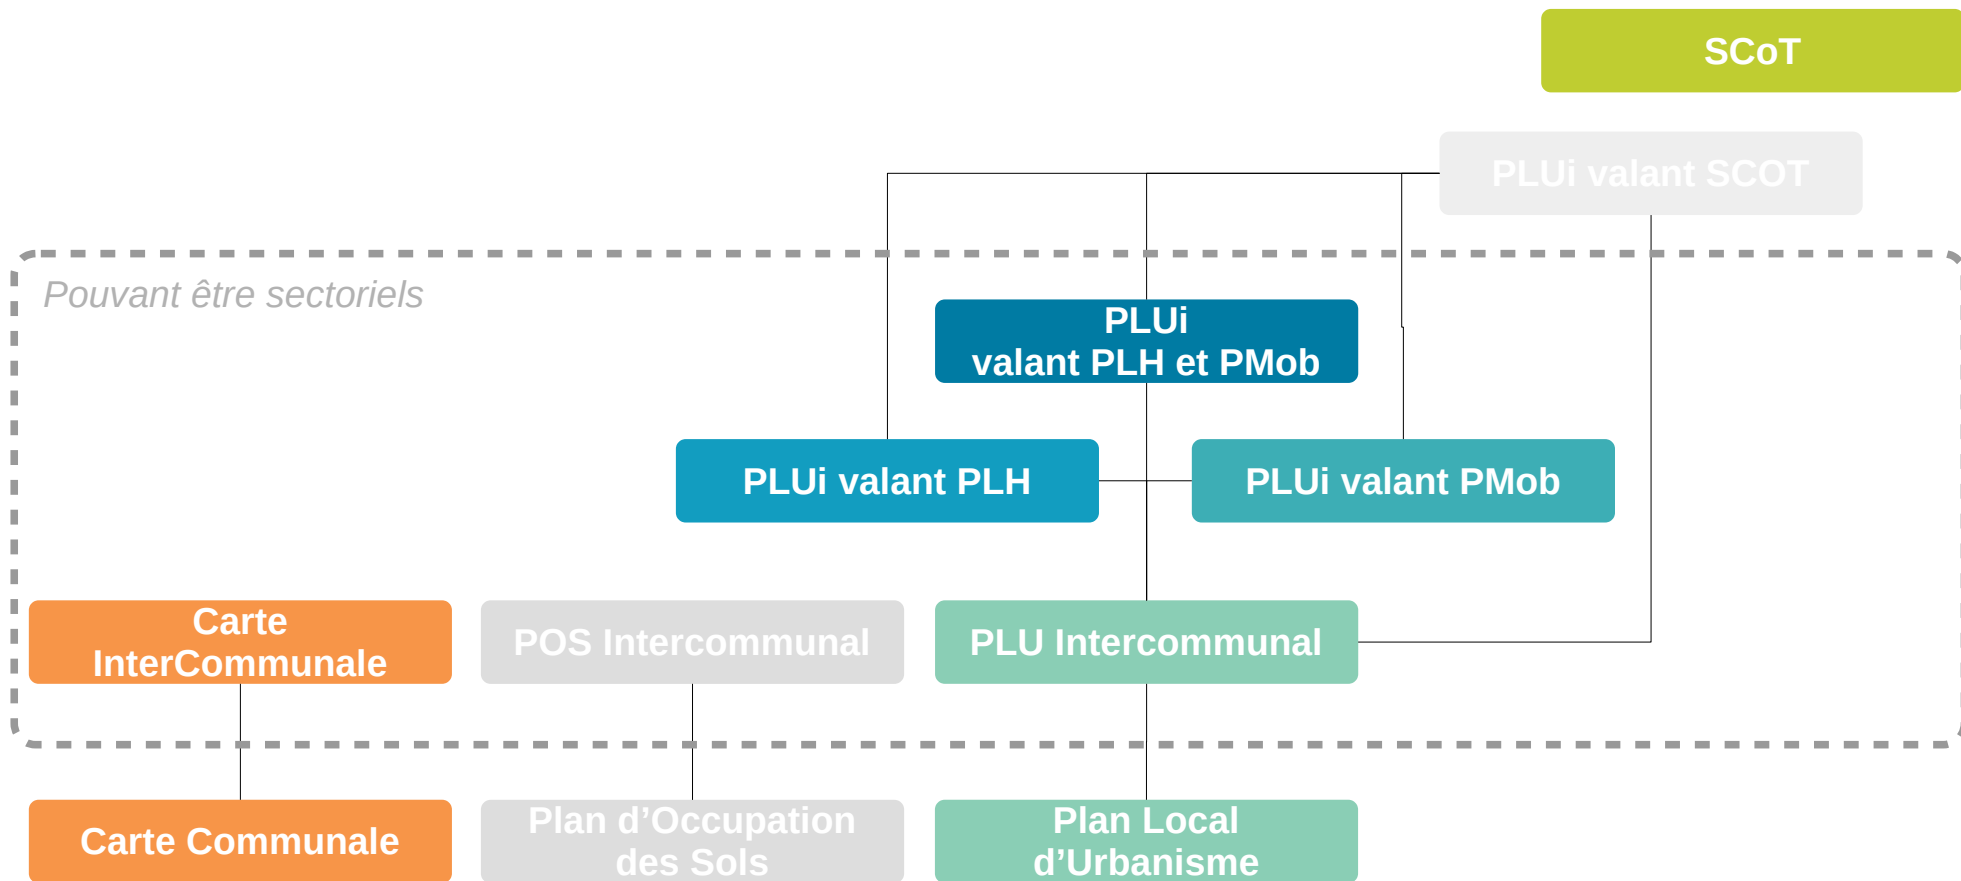 SCoT
PLUi valant SCOT
Pouvant être sectoriels
PLUi
valant PLH et PMob
PLUi valant PLH
PLUi valant PMob
Carte
InterCommunale
POS Intercommunal
PLU Intercommunal
Carte Communale
Plan d’Occupation
des Sols
Plan Local
d’Urbanisme